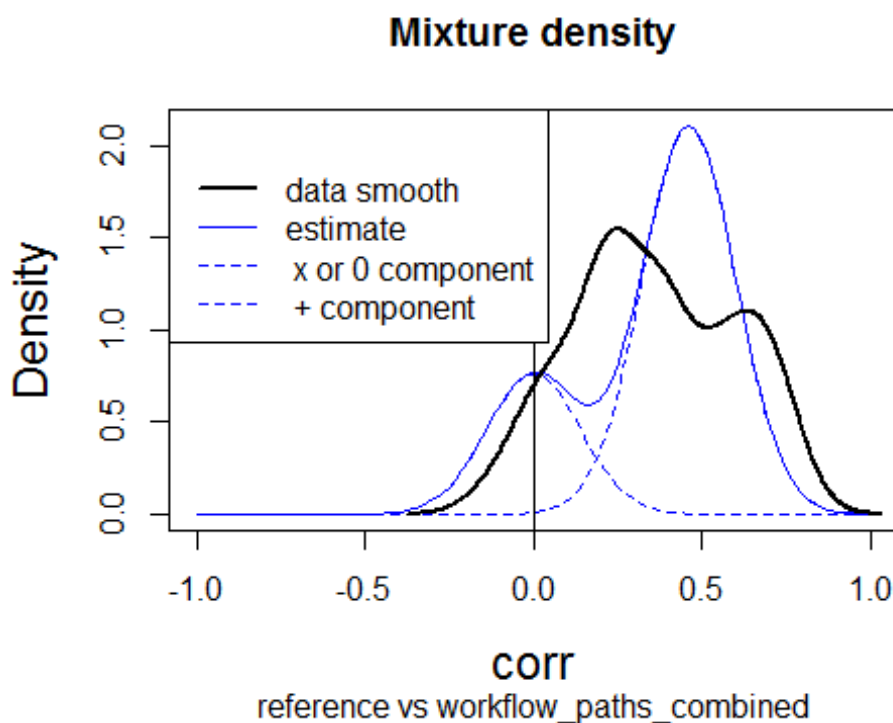 Mixture density
Density
2.0
1.5
1.0
0.5
0.0
data smooth
estimate
x or 0 component
+ component
-1.0 -0.5 0.0 0.5 1.0
corr
reference vs workflow_paths_combined